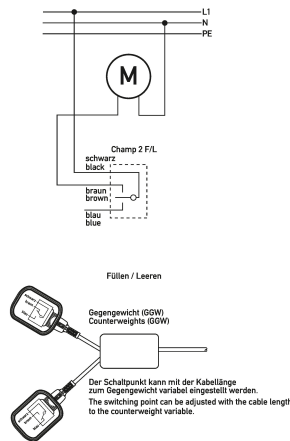 L1
N
PE
M
Champ 2 F/L
schwarz
black
braun
brown
blau
blue
Füllen / Leeren
Gegengewicht (GGW)
Counterweights (GGW)
Der Schaltpunkt kann mit der Kabellänge
zum Gegengewicht variabel eingestellt werden.
The switching point can be adjusted with the cable length
to the counterweight variable.